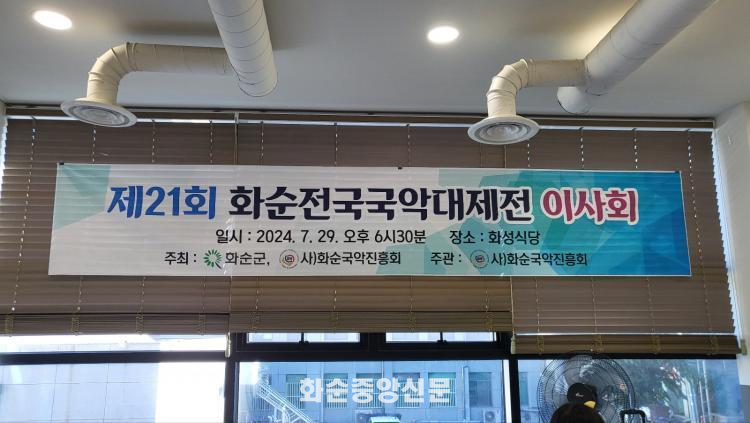 제21회 화순전국국악대제전 이사회
일시 : 2024. 7. 29. 오후 6시30분 장소 : 화성식당
주최 : 화순군, 사)화순국악진흥회 주관 : 사)화순국악진흥회
화순중앙신문